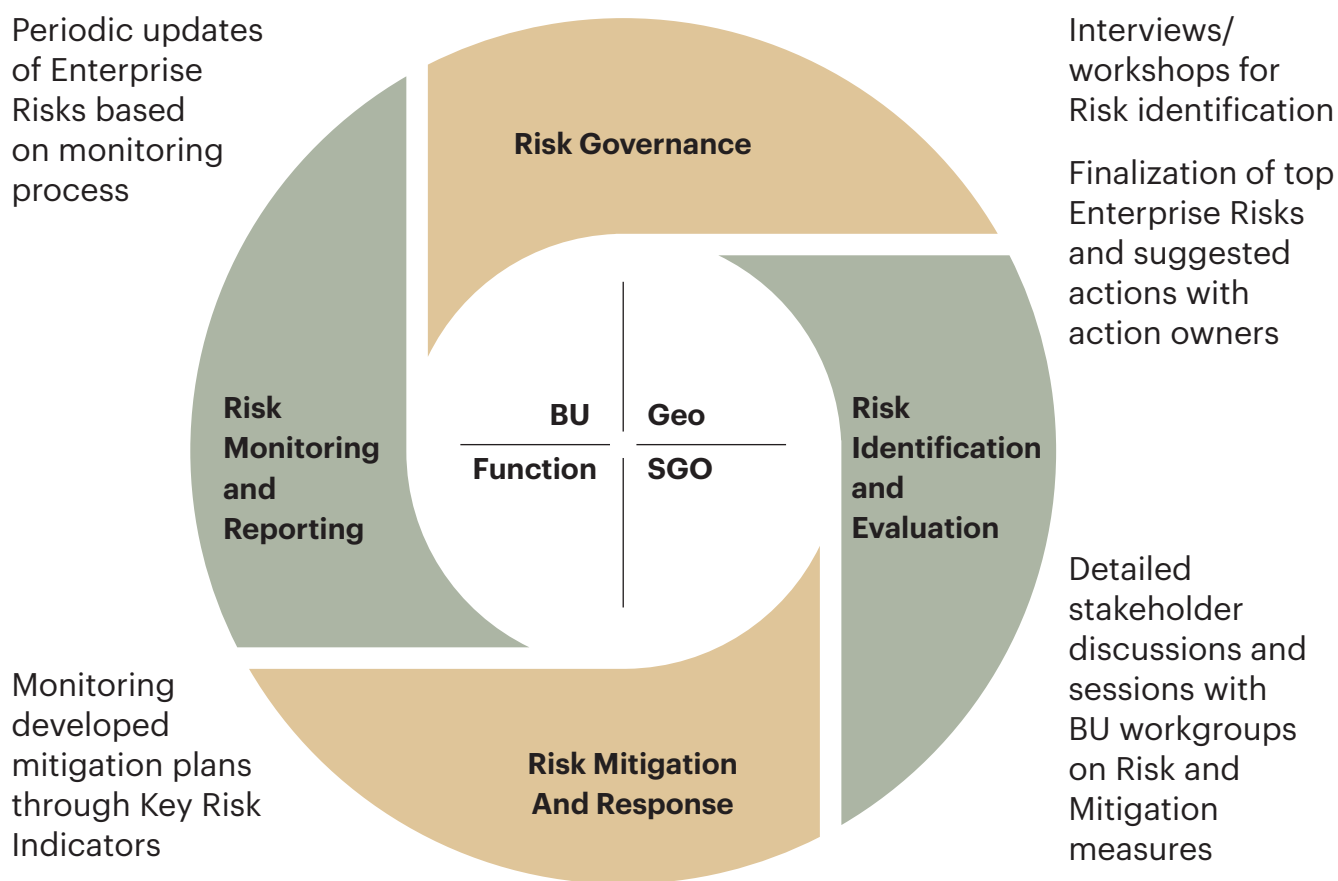 Periodic updates
of Enterprise
Risks based
on monitoring
process
Risk Governance
Interviews/
workshops for
Risk identification
Finalization of top
Enterprise Risks
and suggested
actions with
action owners
Risk
Monitoring
and
Reporting
BU
Geo
Function
SGO
Risk
Identification
and
Evaluation
Monitoring
developed
mitigation plans
through Key Risk
Indicators
Risk Mitigation
And Response
Detailed
stakeholder
discussions and
sessions with
BU workgroups
on Risk and
Mitigation
measures